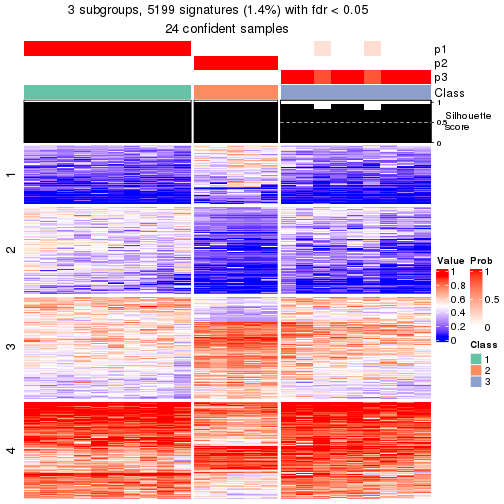 3 subgroups, 5199 signatures (1.4%) with fdr < 0.05
24 confident samples
p1
p2
p3
Class
1
0.5
0
Silhouette
score
1
2
3
4
Value
1
0.8
0.6
0.4
0.2
0
Prob
1
0.5
0
Class
1
2
3